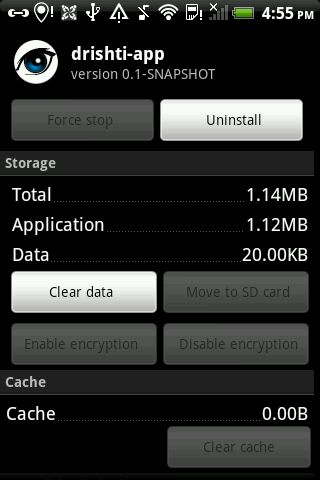 4:55 PM
drishti-app
version 0.1-SNAPSHOT
Force stop Uninstall
Storage
Total 1.14MB
Application 1.12MB
Data 20.00KB
Clear data Move to SD card
Enable encryption Disable encryption
Cache
Cache 0.00B
Clear cache